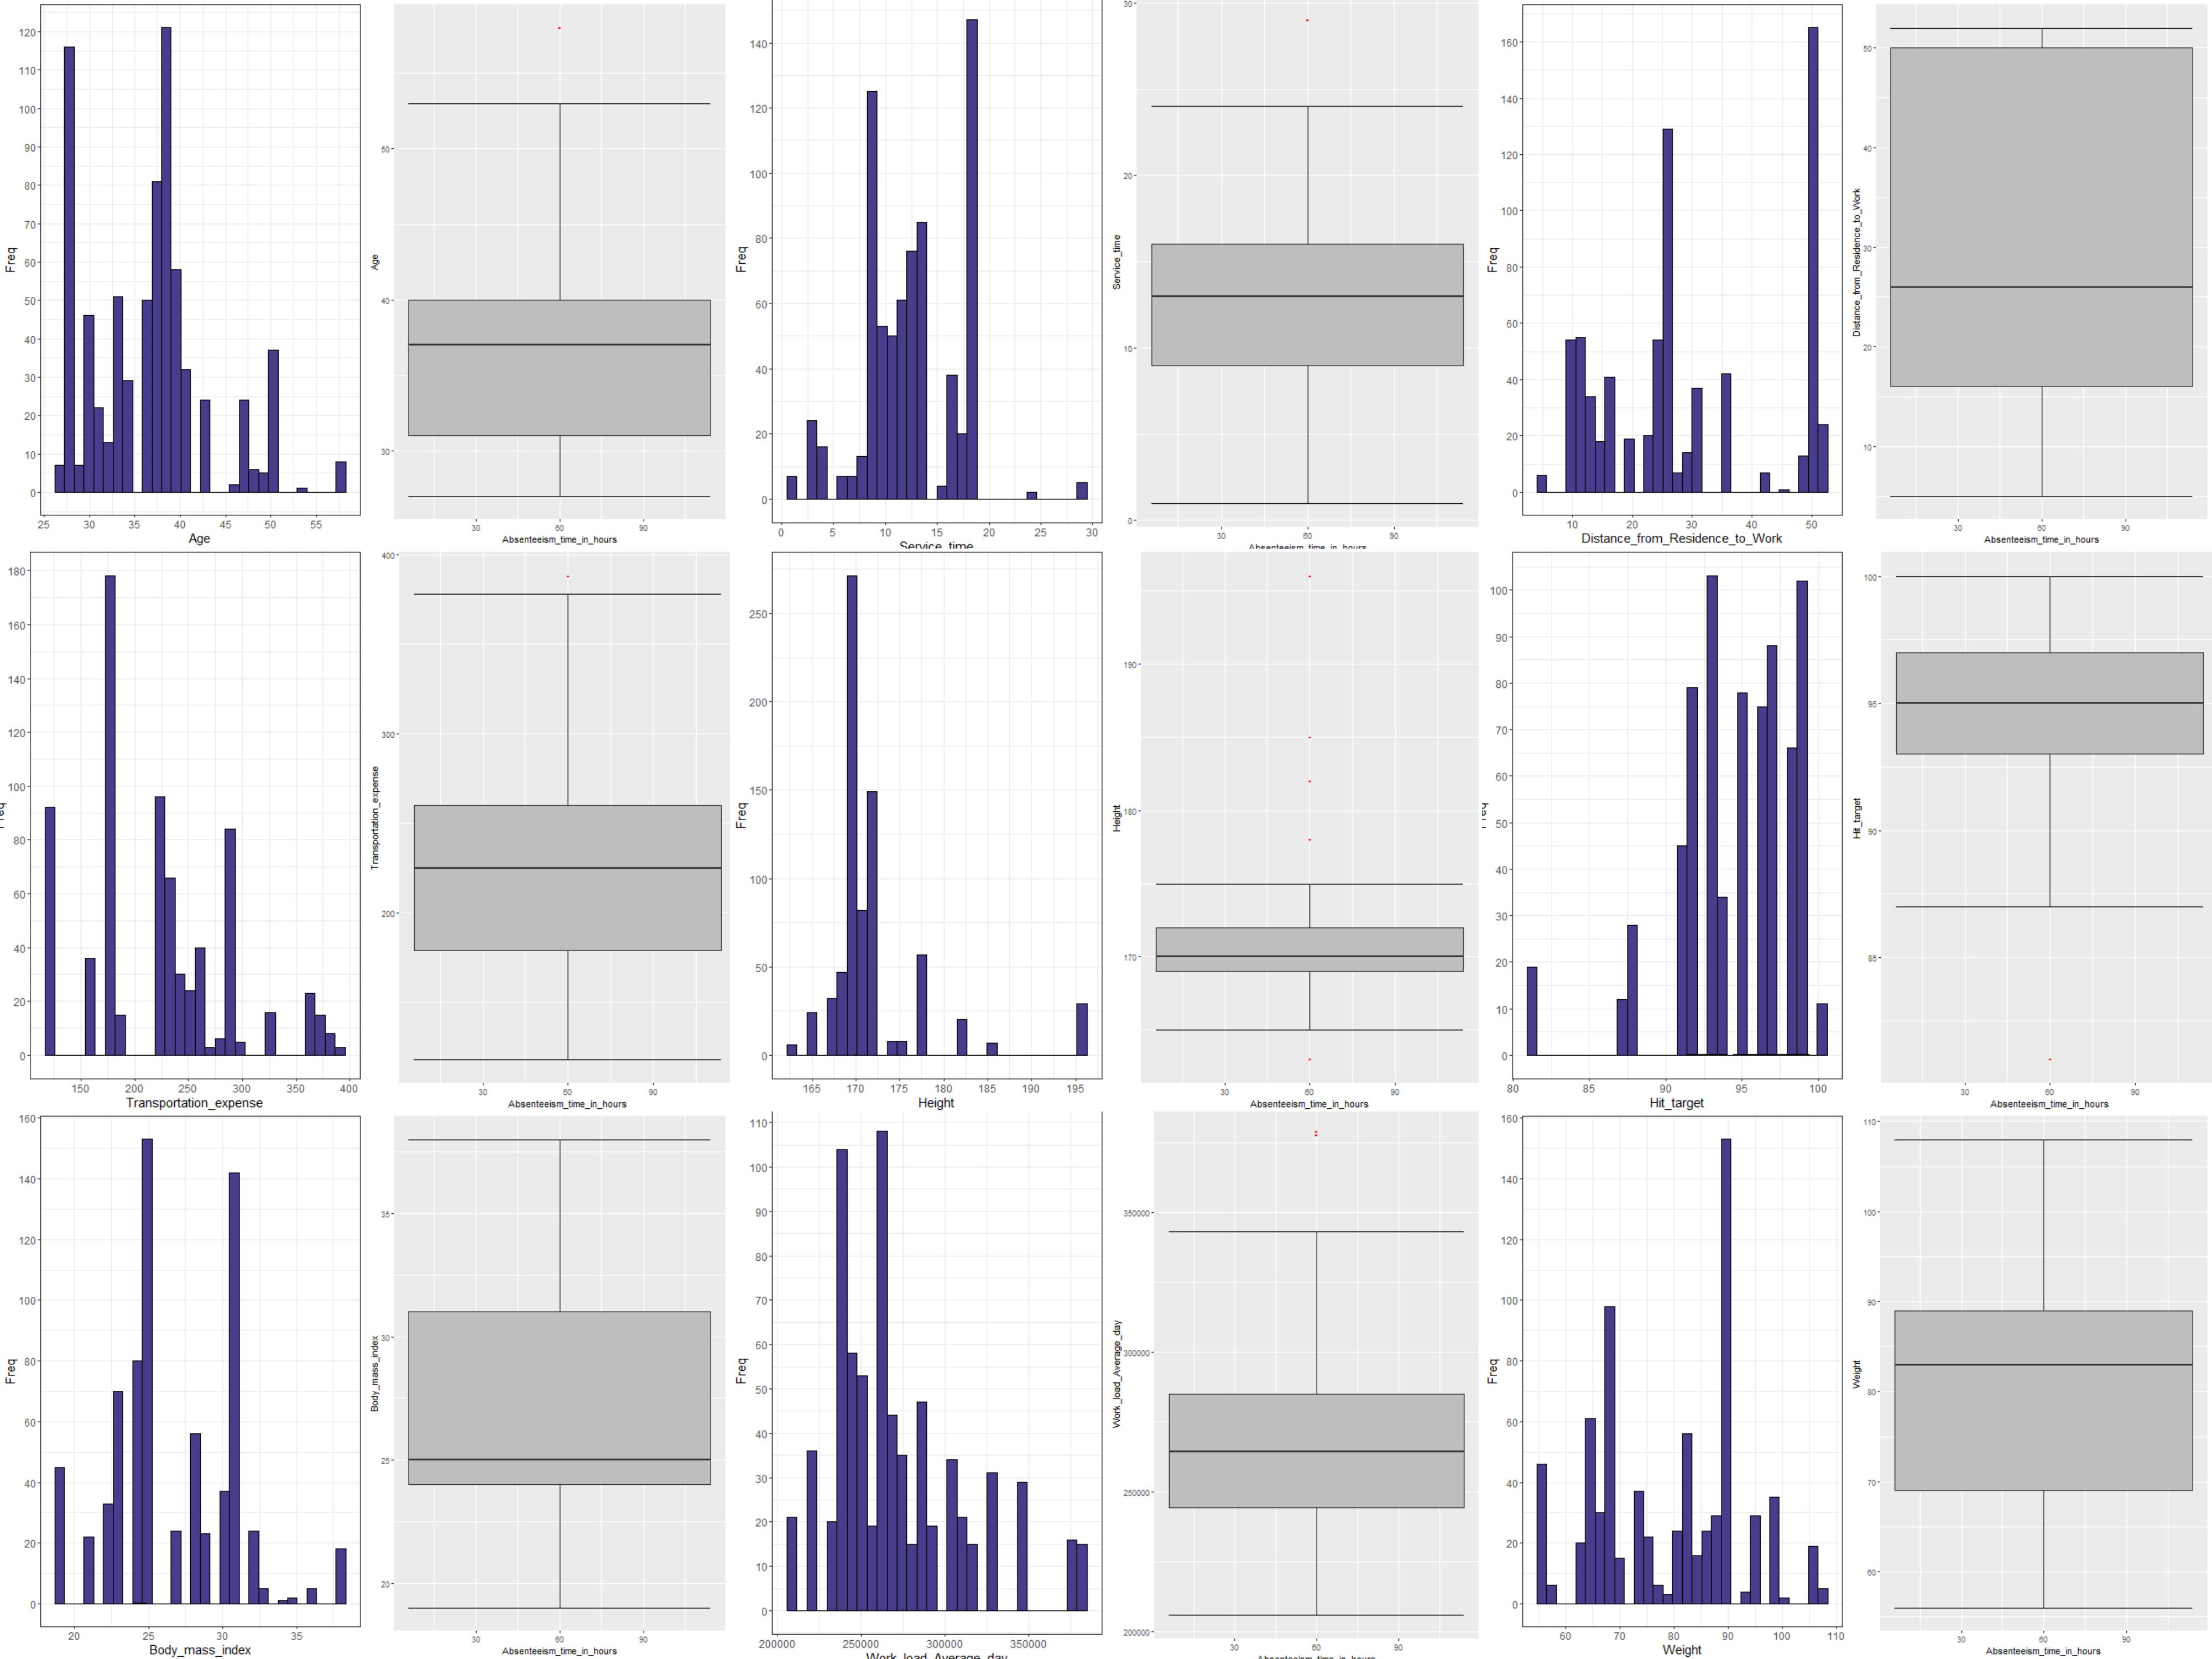 120
110
100
90
80
70
60
50
40
30
20
10
0
Freq
25 30 35 40 45 50 55
Age
50
40
30
Age
30 60 90
Absenteeism_time_in_hours
140
120
100
80
60
40
20
0
Freq
0 5 10 15 20 25 30
Service_time
30
20
10
0
Service_time
30 60 90
Absenteeism_time_in_hours
160
140
120
100
80
60
40
20
0
Freq
10 20 30 40 50
Distance_from_Residence_to_Work
50
40
30
20
10
Distance_from_Residence_to_Work
30 60 90
Absenteeism_time_in_hours
180
160
140
120
100
80
60
40
20
0
Freq
150 200 250 300 350 400
Transportation_expense
400
300
200
Transportation_expense
30 60 90
Absenteeism_time_in_hours
250
200
150
100
50
0
Freq
165 170 175 180 185 190 195
Height
190
180
170
Height
30 60 90
Absenteeism_time_in_hours
100
90
80
70
60
50
40
30
20
10
0
Freq
80 85 90 95 100
Hit_target
100
95
90
85
Hit_target
30 60 90
Absenteeism_time_in_hours
160
140
120
100
80
60
40
20
0
Freq
20 25 30 35
Body_mass_index
35
30
25
20
Body_mass_index
30 60 90
Absenteeism_time_in_hours
110
100
90
80
70
60
50
40
30
20
10
0
Freq
200000 250000 300000 350000
Work_load_Average_day
350000
300000
250000
200000
Work_load_Average_day
30 60 90
Absenteeism_time_in_hours
160
140
120
100
80
60
40
20
0
Freq
60 70 80 90 100 110
Weight
110
100
90
80
70
60
Weight
30 60 90
Absenteeism_time_in_hours